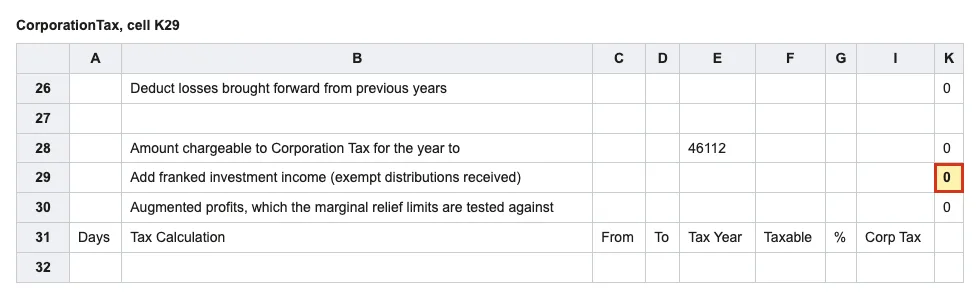 CorporationTax, cell K29
A B C D E F G I K
26 Deduct losses brought forward from previous years 0
27
28 Amount chargeable to Corporation Tax for the year to 46112 0
29 Add franked investment income (exempt distributions received) 0
30 Augmented profits, which the marginal relief limits are tested against 0
31 Days Tax Calculation From To Tax Year Taxable % Corp Tax
32